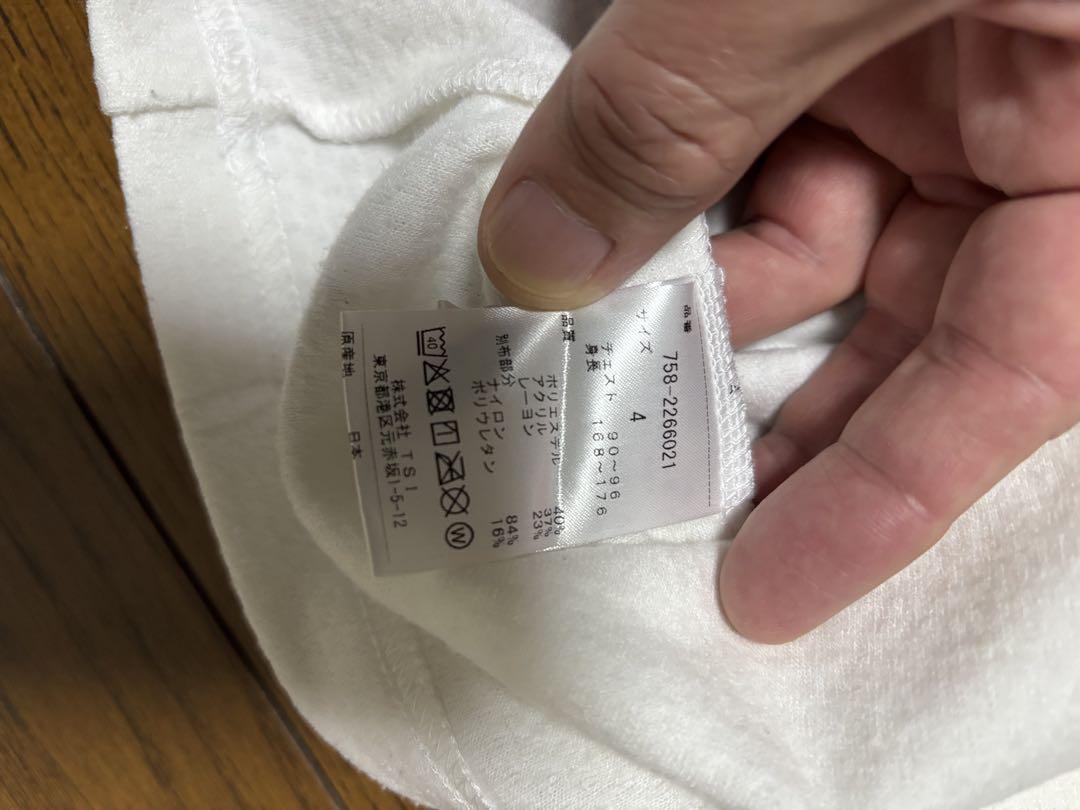 品番 758-2266021
サイズ 4
チェスト 90~96
身長 168~176
品質
ポリエステル 40%
アクリル 37%
レーヨン 23%
別布部分
ナイロン 84%
ポリウレタン 16%
40
W
株式会社 TSI
東京都港区元赤坂1-5-12
原産地 日本